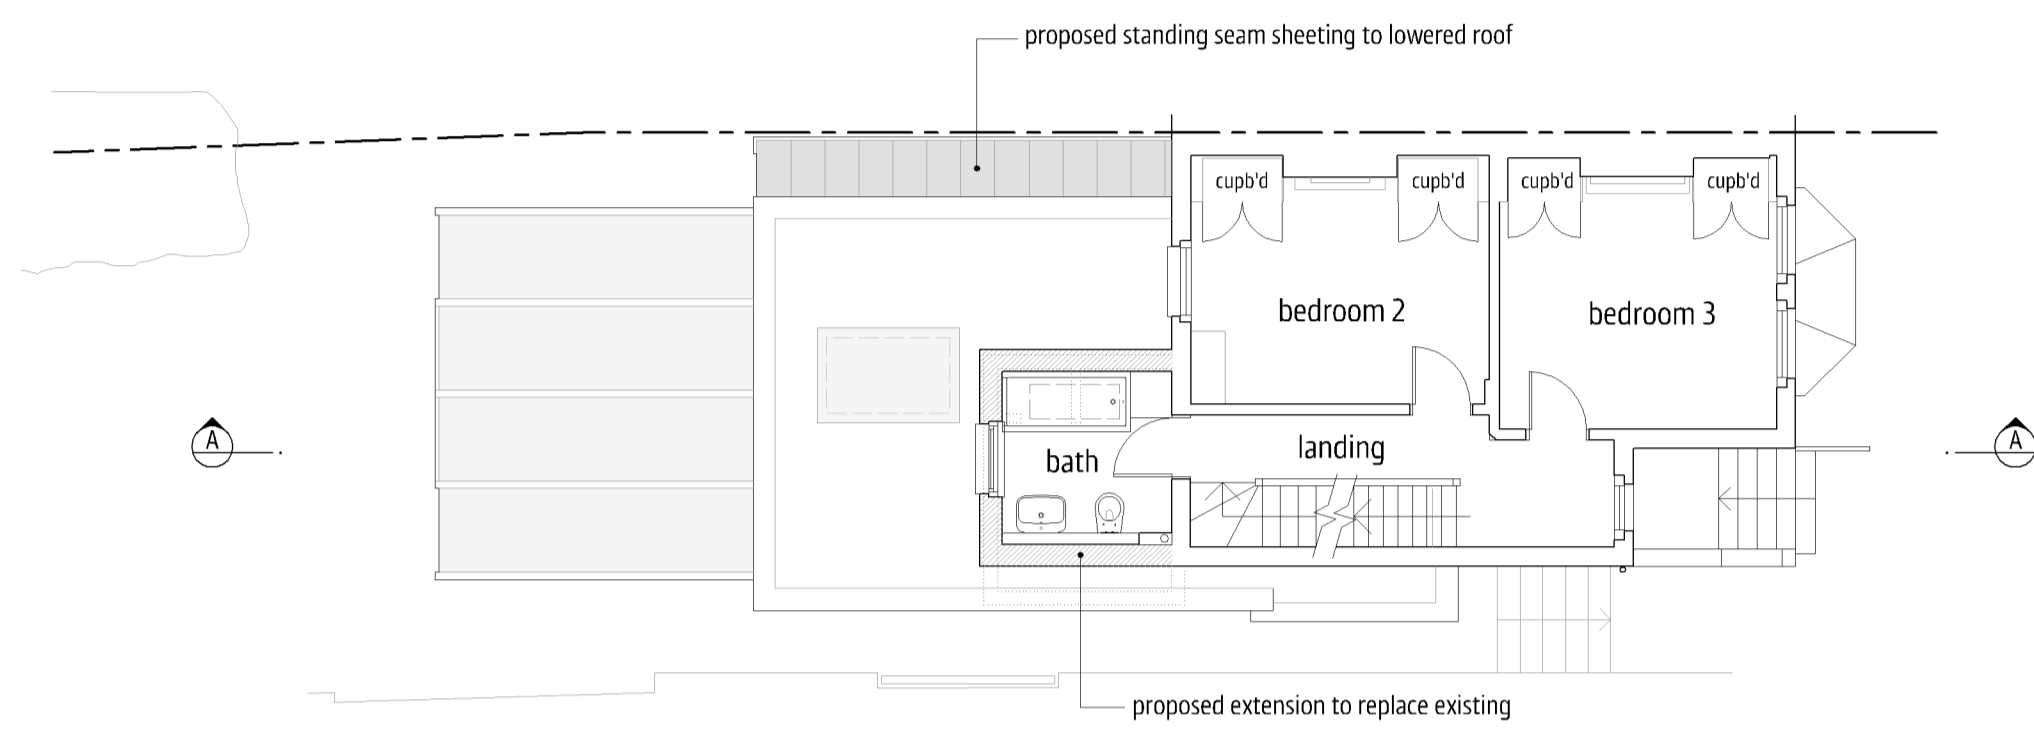 proposed standing seam sheeting to lowered roof
cupb'd
cupb'd
cupb'd
cupb'd
bedroom 2
bedroom 3
A
bath
landing
A
proposed extension to replace existing